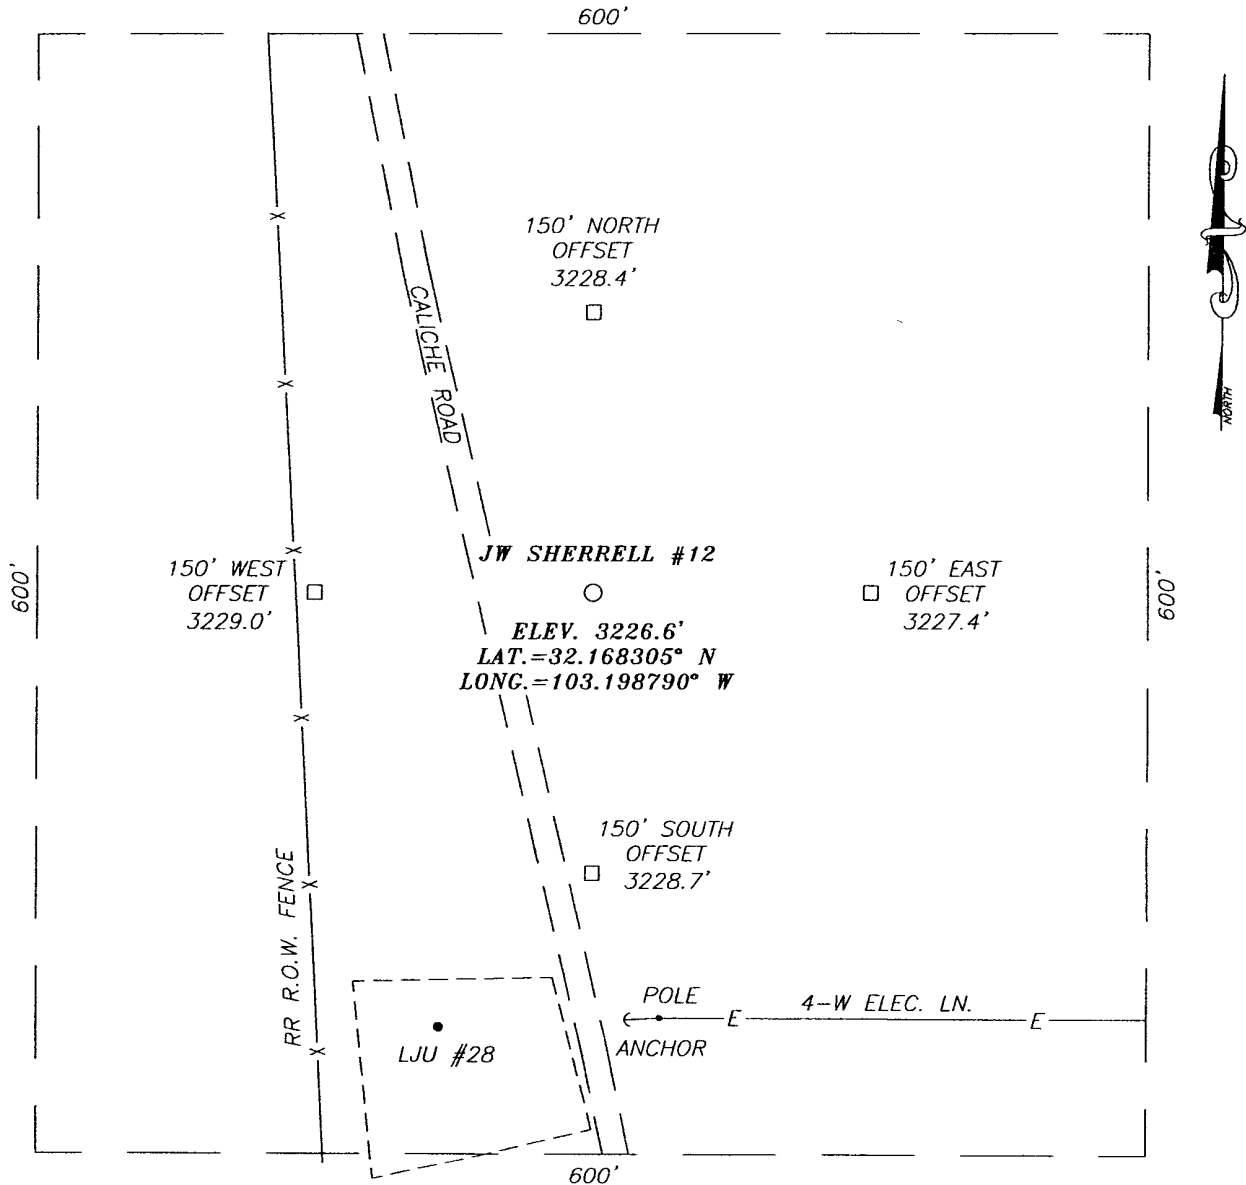 600'
150' NORTH
OFFSET
3228.4'
NORTH
CALICHE ROAD
JW SHERRELL #12
150' WEST
OFFSET
3229.0'
150' EAST
OFFSET
3227.4'
600'
600'
ELEV. 3226.6'
LAT.=32.168305° N
LONG.=103.198790° W
150' SOUTH
OFFSET
3228.7'
RR R.O.W. FENCE
POLE
E
4-W ELEC. LN.
E
ANCHOR
LJU #28
600'